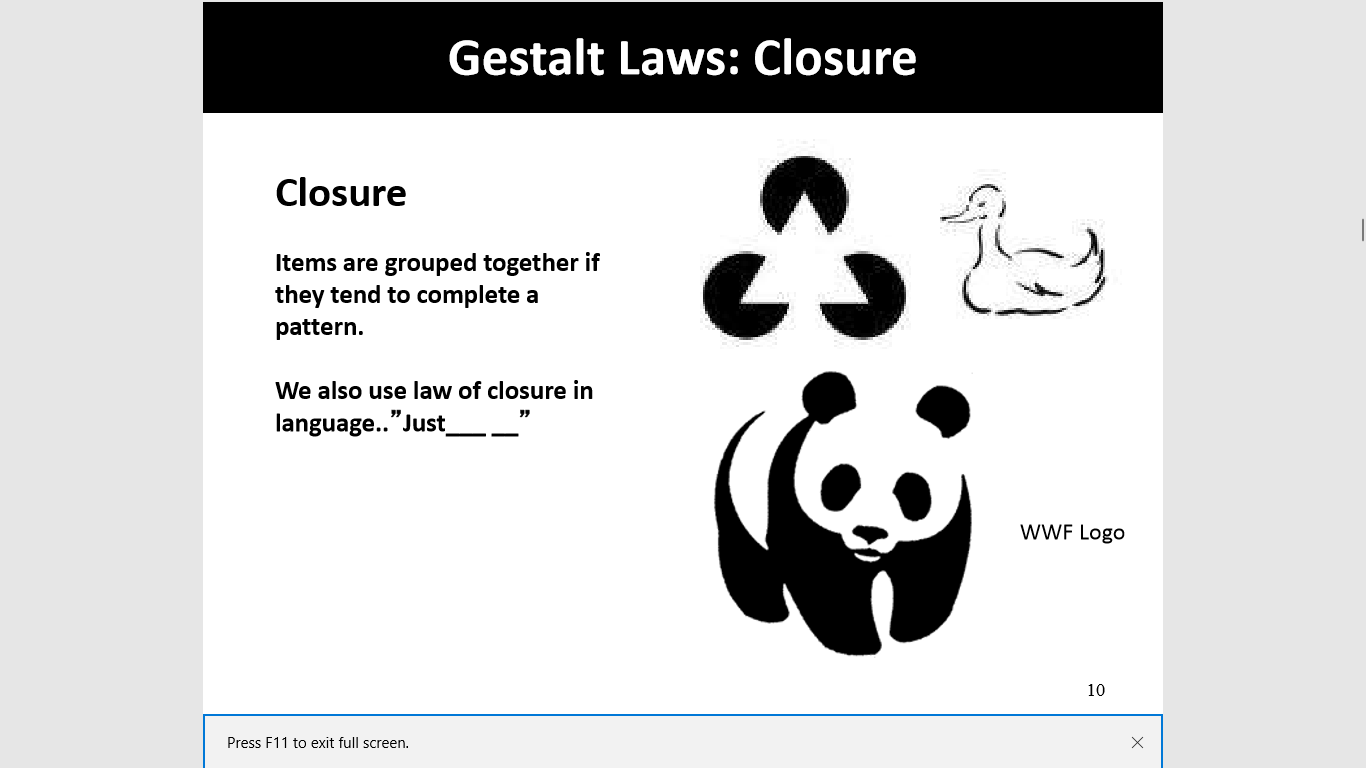 Gestalt Laws: Closure
Closure
Items are grouped together if
they tend to complete a
pattern.
We also use law of closure in
language..”Just___ __”
WWF Logo
10
Press F11 to exit full screen.